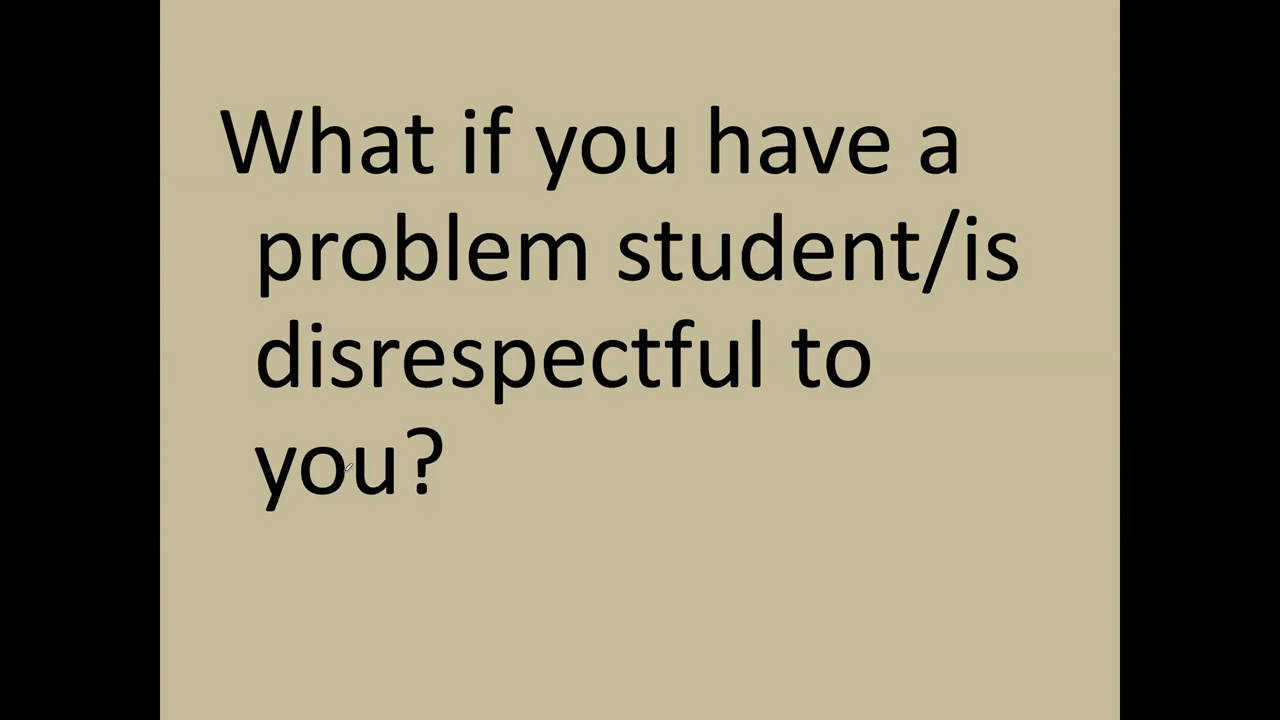 What if you have a
problem student/is
disrespectful to
you?